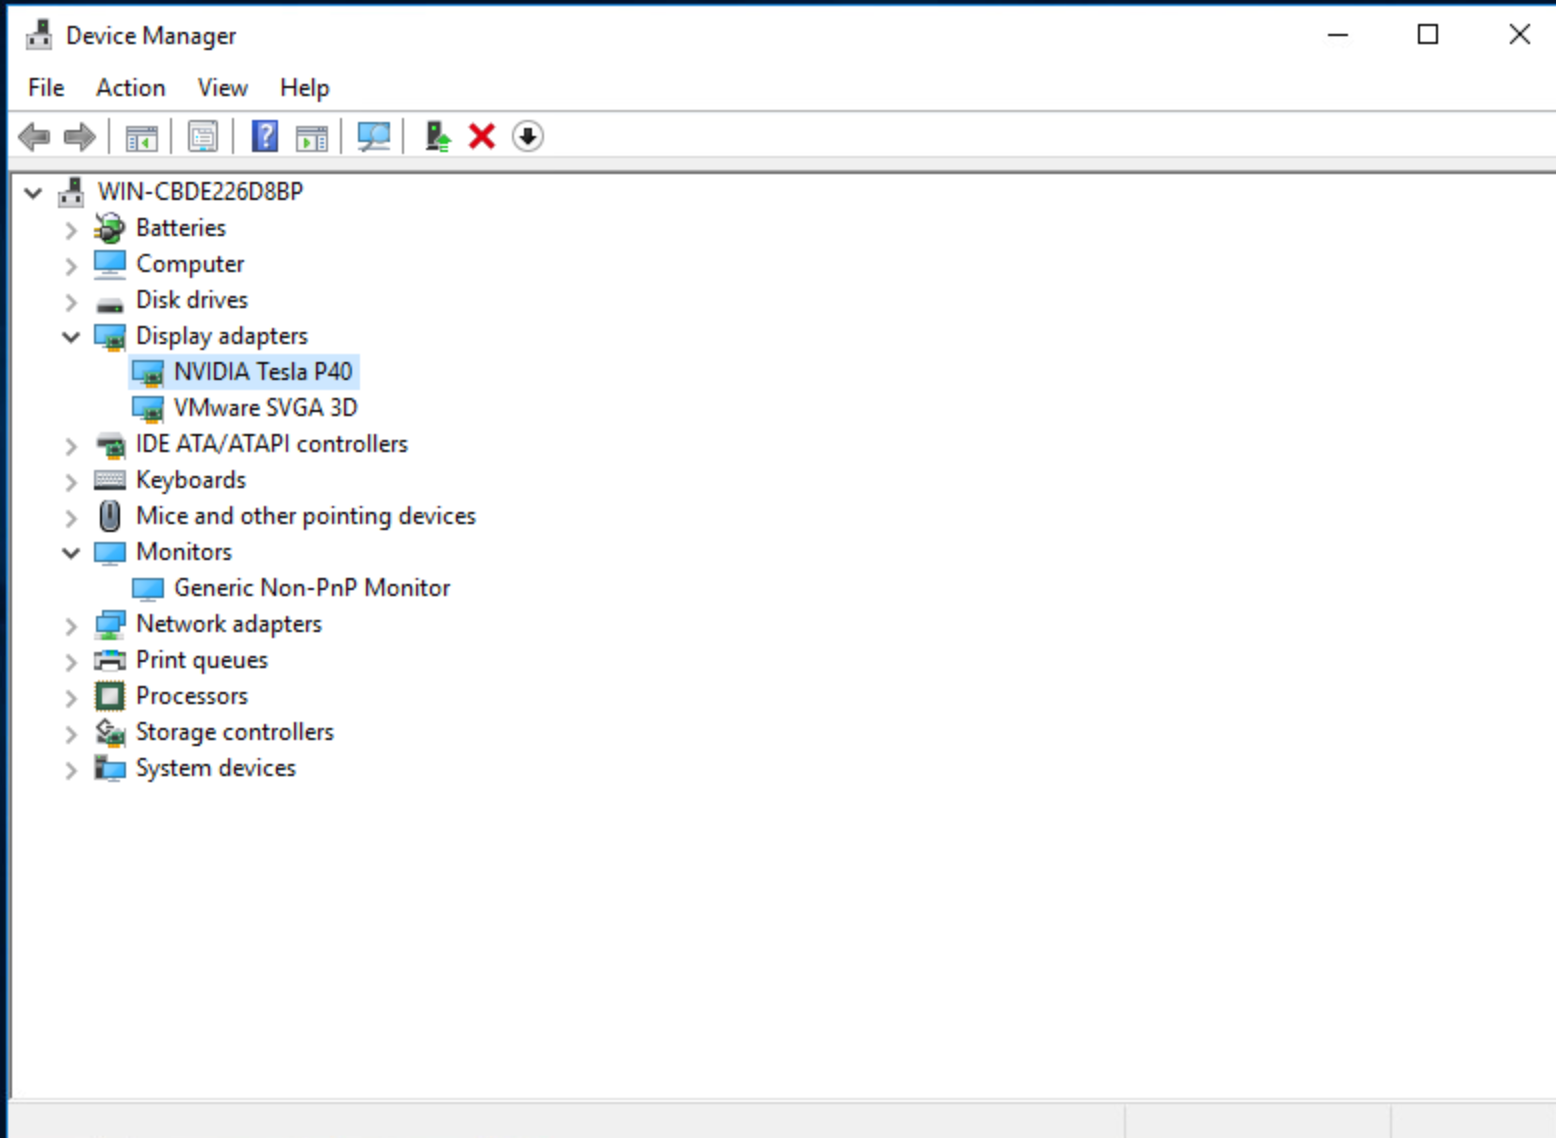 Device Manager
File Action View Help
WIN-CBDE226D8BP
Batteries
Computer
Disk drives
Display adapters
NVIDIA Tesla P40
VMware SVGA 3D
IDE ATA/ATAPI controllers
Keyboards
Mice and other pointing devices
Monitors
Generic Non-PnP Monitor
Network adapters
Print queues
Processors
Storage controllers
System devices